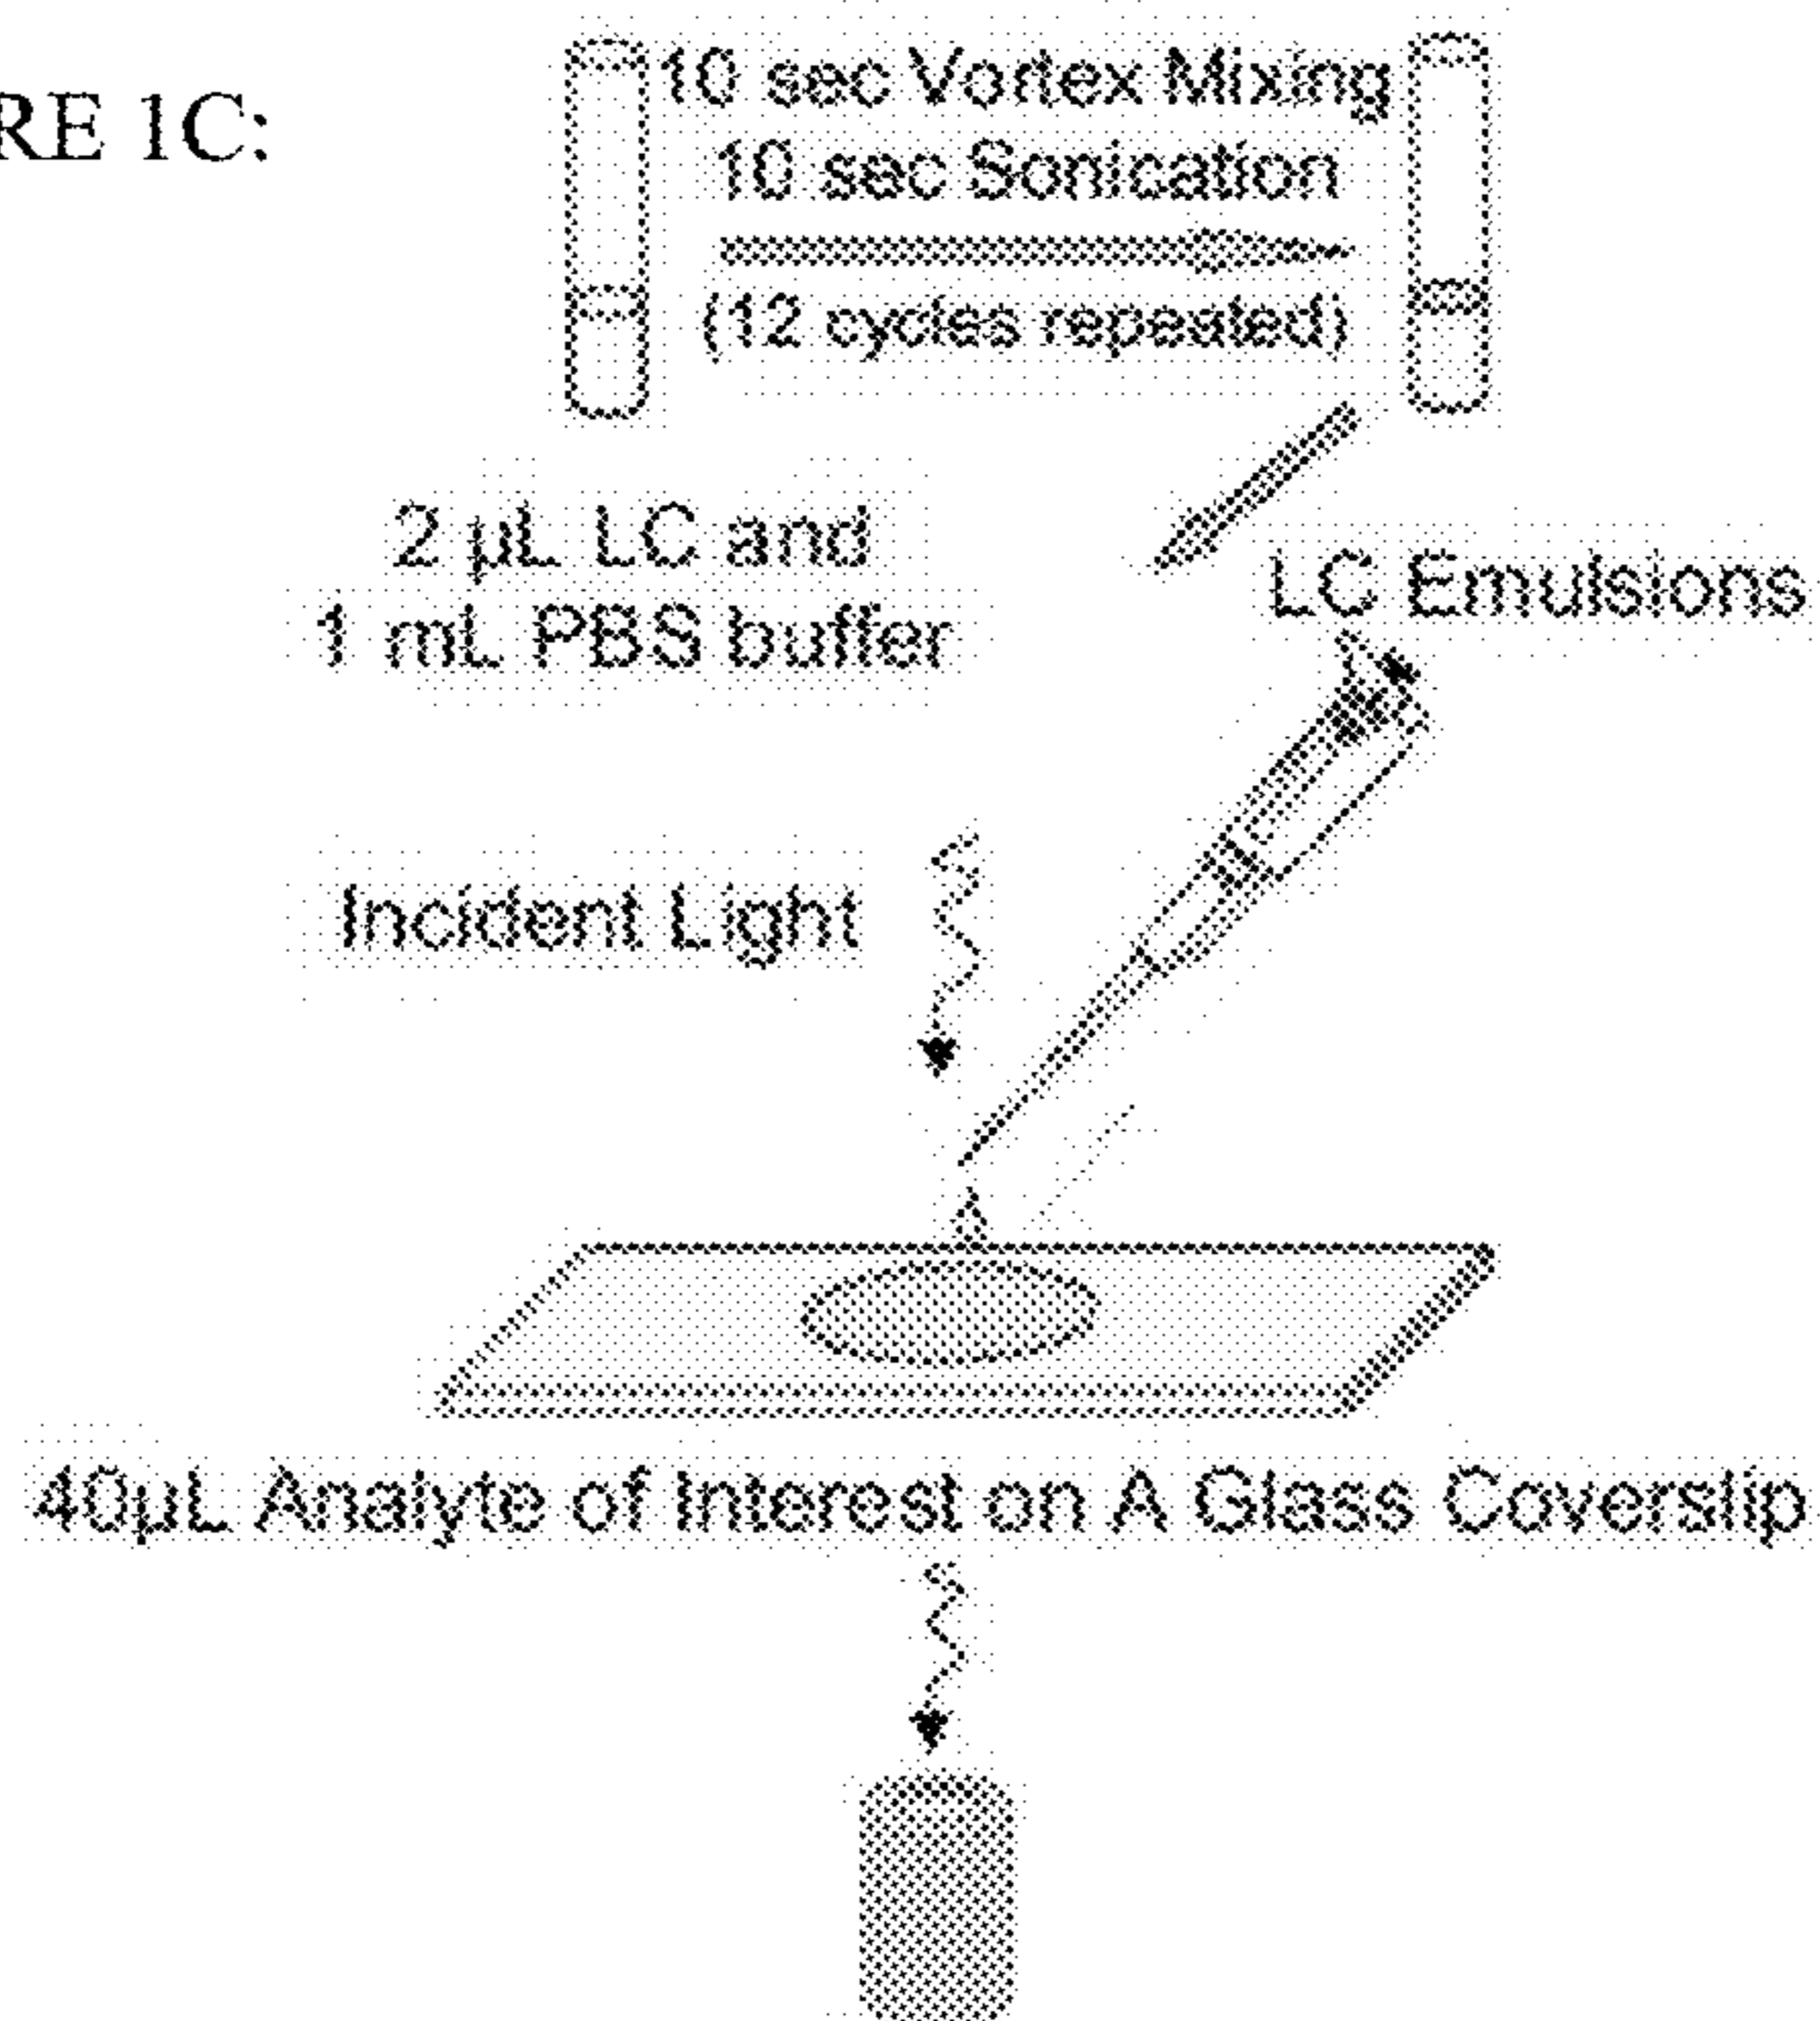 RE 1C:
10 sec Vortex Mixing
10 sec Sonication
(12 cycles repeated)
2 µL LC and
1 mL PBS buffer
LC Emulsions
Incident Light
40µL Analyte of Interest on A Glass Coverslip